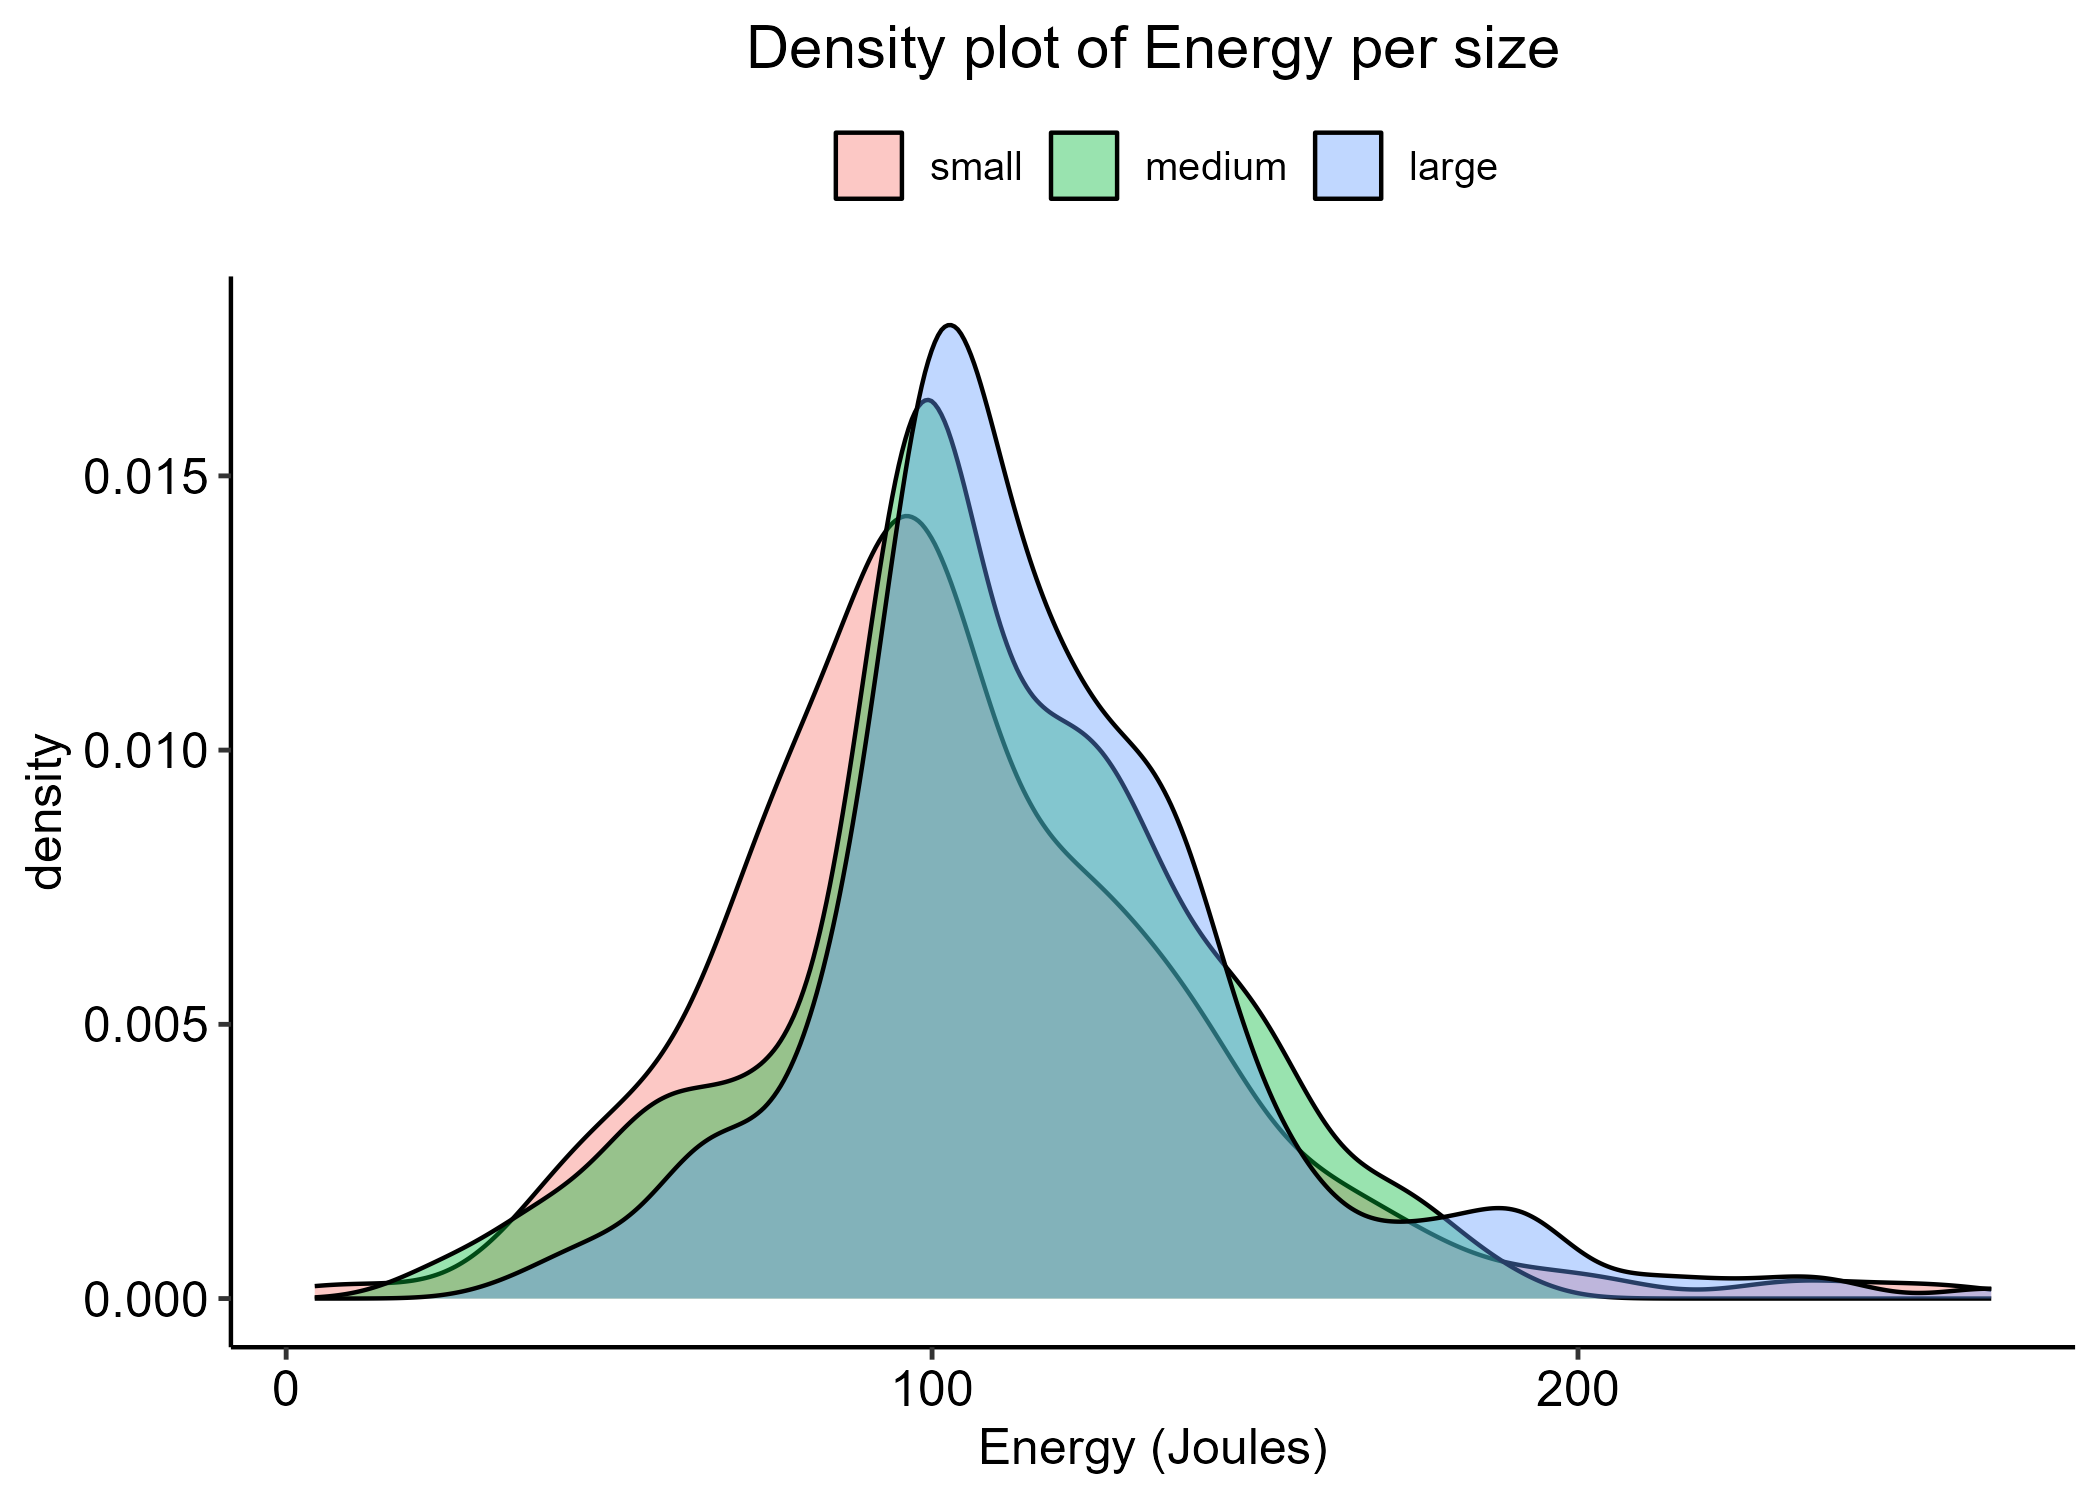 Density plot of Energy per size
small medium large
density
0.015
0.010
0.005
0.000
0 100 200
Energy (Joules)